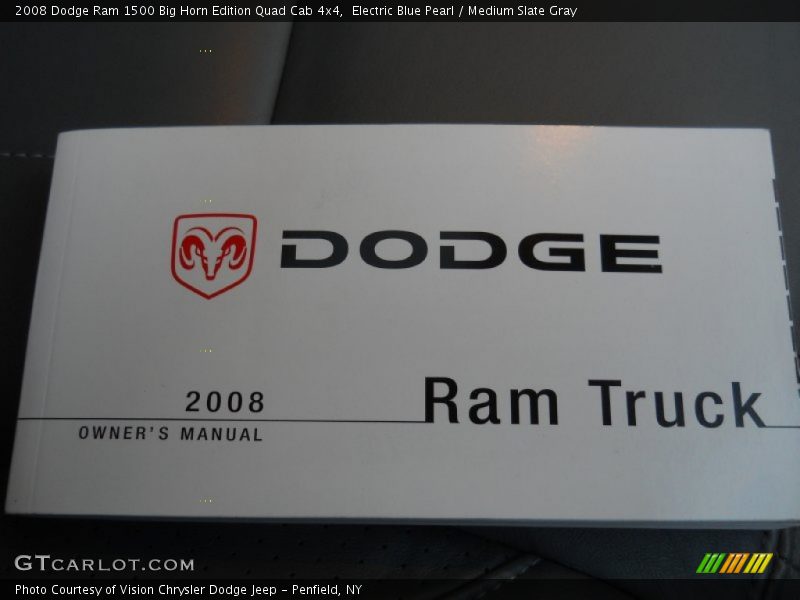 2008 Dodge Ram 1500 Big Horn Edition Quad Cab 4x4,  Electric Blue Pearl / Medium Slate Gray
DODGE
2008
Ram Truck
OWNER'S MANUAL
GTCARLOT.COM
Photo Courtesy of Vision Chrysler Dodge Jeep – Penfield, NY